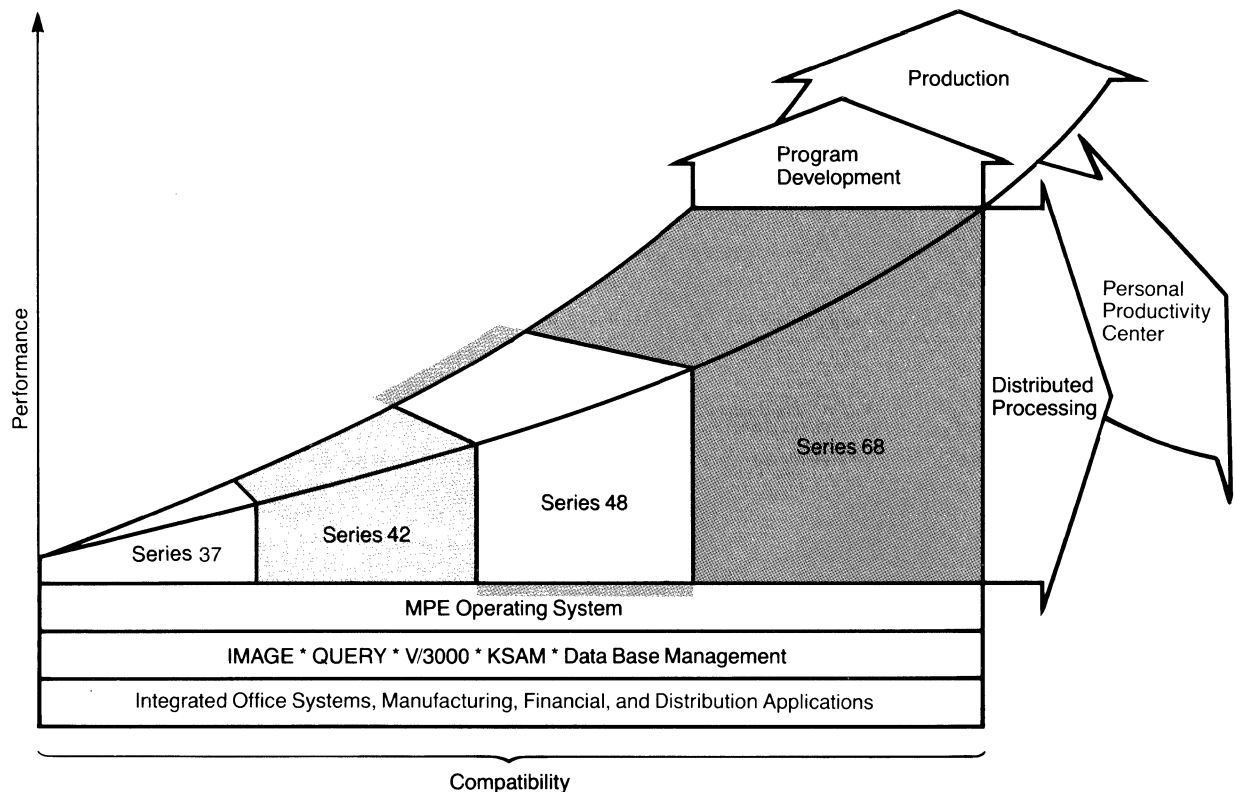 Production
Program
Development
Performance
Personal
Productivity
Center
Distributed
Processing
Series 68
Series 48
Series 42
Series 37
MPE Operating System
IMAGE * QUERY * V/3000 * KSAM * Data Base Management
Integrated Office Systems, Manufacturing, Financial, and Distribution Applications
Compatibility